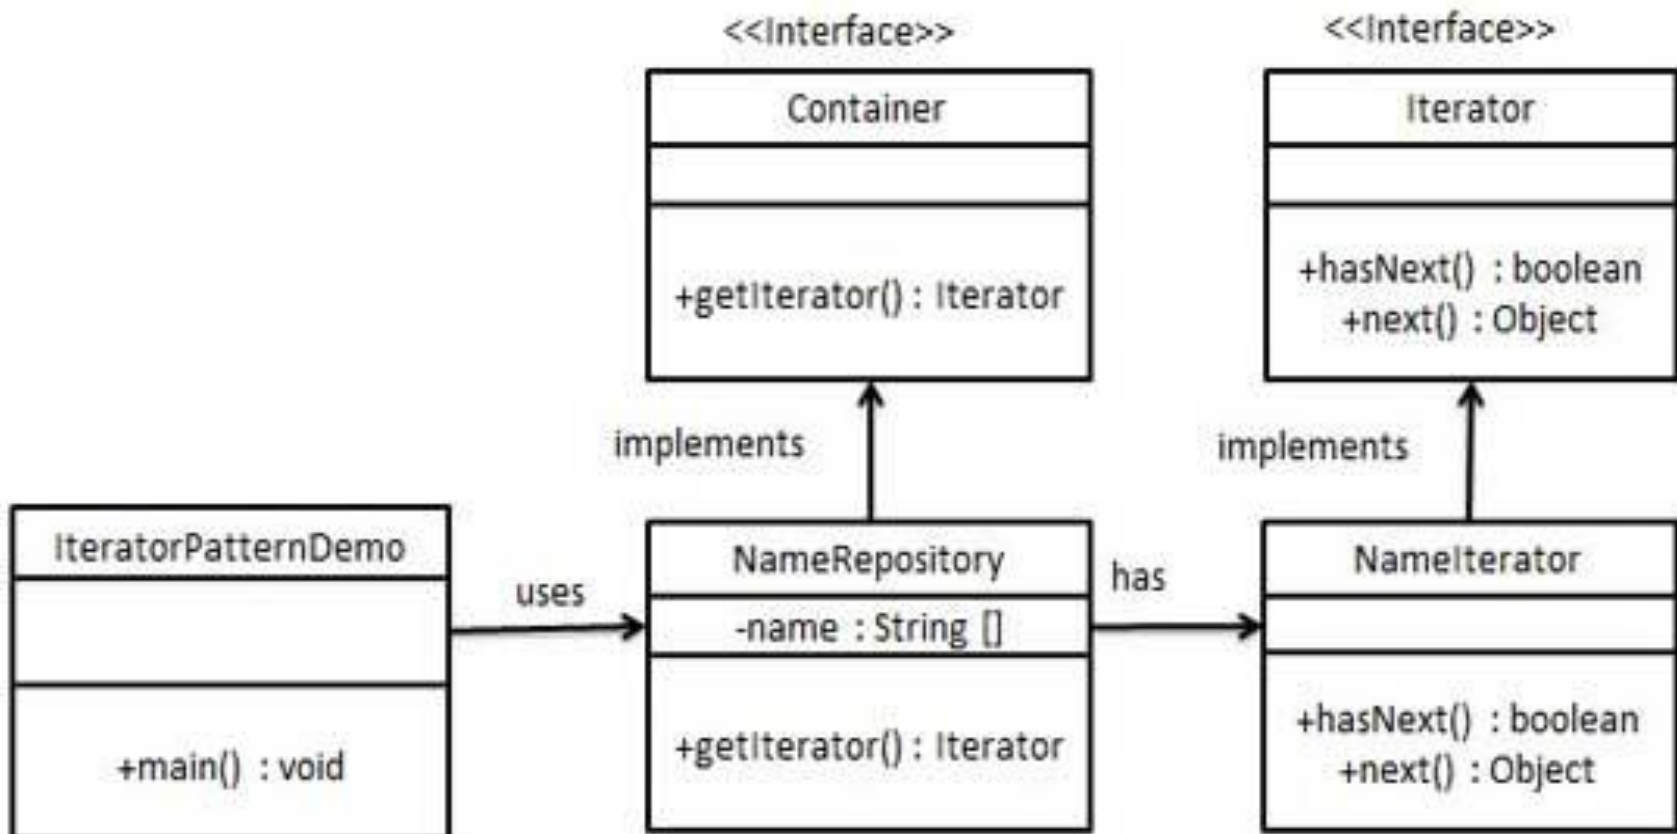 <<Interface>>
Container
+getIterator() : Iterator
<<Interface>>
Iterator
+hasNext() : boolean
+next() : Object
implements
implements
IteratorPatternDemo
+main() : void
uses
NameRepository
-name : String []
+getIterator() : Iterator
has
NameIterator
+hasNext() : boolean
+next() : Object